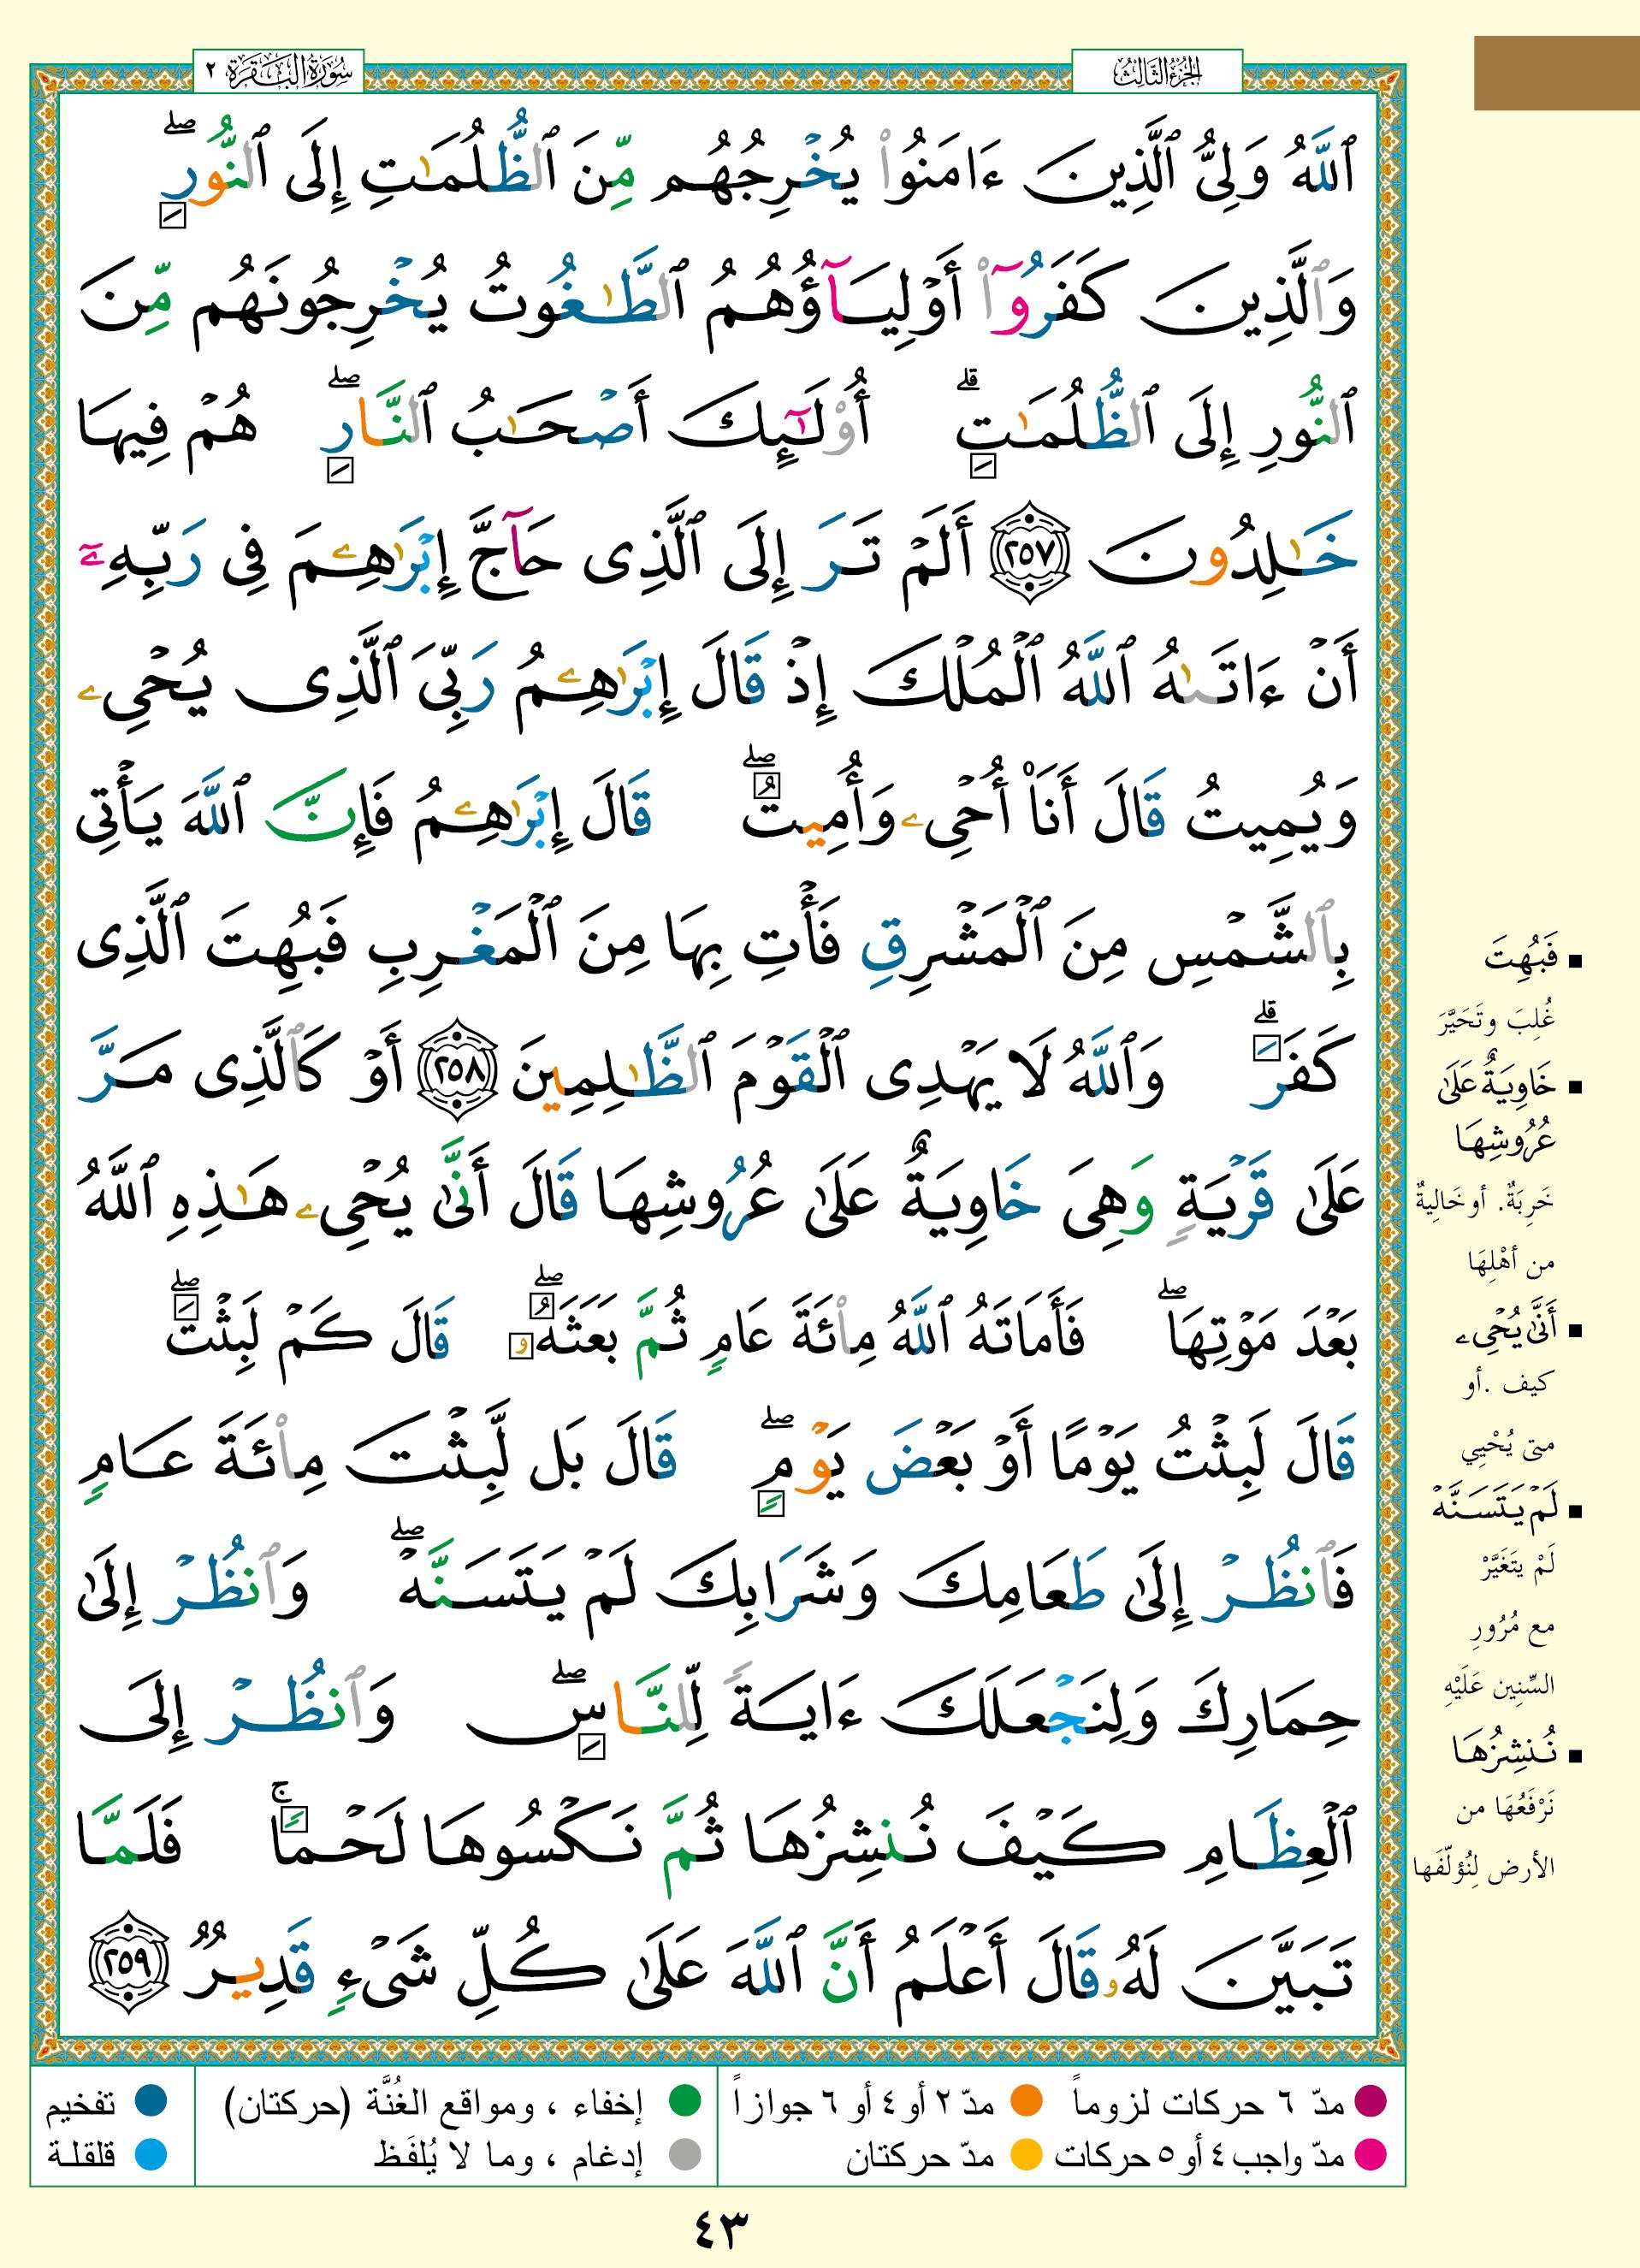 الجزء الثالث
سورة البقرة ٢
ٱللَّهُ وَلِىُّ ٱلَّذِينَ ءَامَنُوا۟ يُخْرِجُهُم مِّنَ ٱلظُّلُمَـٰتِ إِلَى ٱلنُّورِ ۖ
وَٱلَّذِينَ كَفَرُوٓا۟ أَوْلِيَآؤُهُمُ ٱلطَّـٰغُوتُ يُخْرِجُونَهُم مِّنَ
ٱلنُّورِ إِلَى ٱلظُّلُمَـٰتِ ۗ أُو۟لَـٰٓئِكَ أَصْحَـٰبُ ٱلنَّارِ ۖ هُمْ فِيهَا
خَـٰلِدُونَ ٢٥٧ أَلَمْ تَرَ إِلَى ٱلَّذِى حَآجَّ إِبْرَٰهِـۧمَ فِى رَبِّهِۦٓ
أَنْ ءَاتَىٰهُ ٱللَّهُ ٱلْمُلْكَ إِذْ قَالَ إِبْرَٰهِـۧمُ رَبِّىَ ٱلَّذِى يُحْىِۦ
وَيُمِيتُ قَالَ أَنَا۠ أُحْىِۦ وَأُمِيتُ ۖ قَالَ إِبْرَٰهِـۧمُ فَإِنَّ ٱللَّهَ يَأْتِى
بِٱلشَّمْسِ مِنَ ٱلْمَشْرِقِ فَأْتِ بِهَا مِنَ ٱلْمَغْرِبِ فَبُهِتَ ٱلَّذِى
كَفَرَ ۗ وَٱللَّهُ لَا يَهْدِى ٱلْقَوْمَ ٱلظَّـٰلِمِينَ ٢٥٨ أَوْ كَٱلَّذِى مَرَّ
عَلَىٰ قَرْيَةٍ وَهِىَ خَاوِيَةٌ عَلَىٰ عُرُوشِهَا قَالَ أَنَّىٰ يُحْىِۦ هَـٰذِهِ ٱللَّهُ
بَعْدَ مَوْتِهَا ۖ فَأَمَاتَهُ ٱللَّهُ مِا۟ئَةَ عَامٍ ثُمَّ بَعَثَهُۥ ۖ قَالَ كَمْ لَبِثْتَ ۖ
قَالَ لَبِثْتُ يَوْمًا أَوْ بَعْضَ يَوْمٍ ۖ قَالَ بَل لَّبِثْتَ مِا۟ئَةَ عَامٍ
فَٱنظُرْ إِلَىٰ طَعَامِكَ وَشَرَابِكَ لَمْ يَتَسَنَّهْ ۖ وَٱنظُرْ إِلَىٰ
حِمَارِكَ وَلِنَجْعَلَكَ ءَايَةً لِّلنَّاسِ ۖ وَٱنظُرْ إِلَى
ٱلْعِظَامِ كَيْفَ نُنشِزُهَا ثُمَّ نَكْسُوهَا لَحْمًا ۚ فَلَمَّا
تَبَيَّنَ لَهُۥ قَالَ أَعْلَمُ أَنَّ ٱللَّهَ عَلَىٰ كُلِّ شَىْءٍ قَدِيرٌ ٢٥٩
▪ فَبُهِتَ
غُلِبَ وتَحَيَّرَ
▪ خَاوِيَةٌ عَلَىٰ
عُرُوشِهَا
خَرِبَةٌ. أو خَالِيةٌ
من أهْلِهَا
▪ أَنَّىٰ يُحْىِۦ
كيف .أو
متى يُحْيِي
▪ لَمْ يَتَسَنَّهْ
لَمْ يتَغَيَّرْ
مع مُرُورِ
السِّنِين عَلَيْهِ
▪ نُنشِزُهَا
نَرْفَعُهَا من
الأرض لِنُؤلّفَها
مدّ ٦ حركات لزوماً مدّ ٢ أو ٤ أو ٦ جوازاً إخفاء ، ومواقع الغُنَّة (حركتان) تفخيم
مدّ واجب ٤ أو ٥ حركات مدّ حركتان إدغام ، وما لا يُلفَظ قلقلة
٤٣